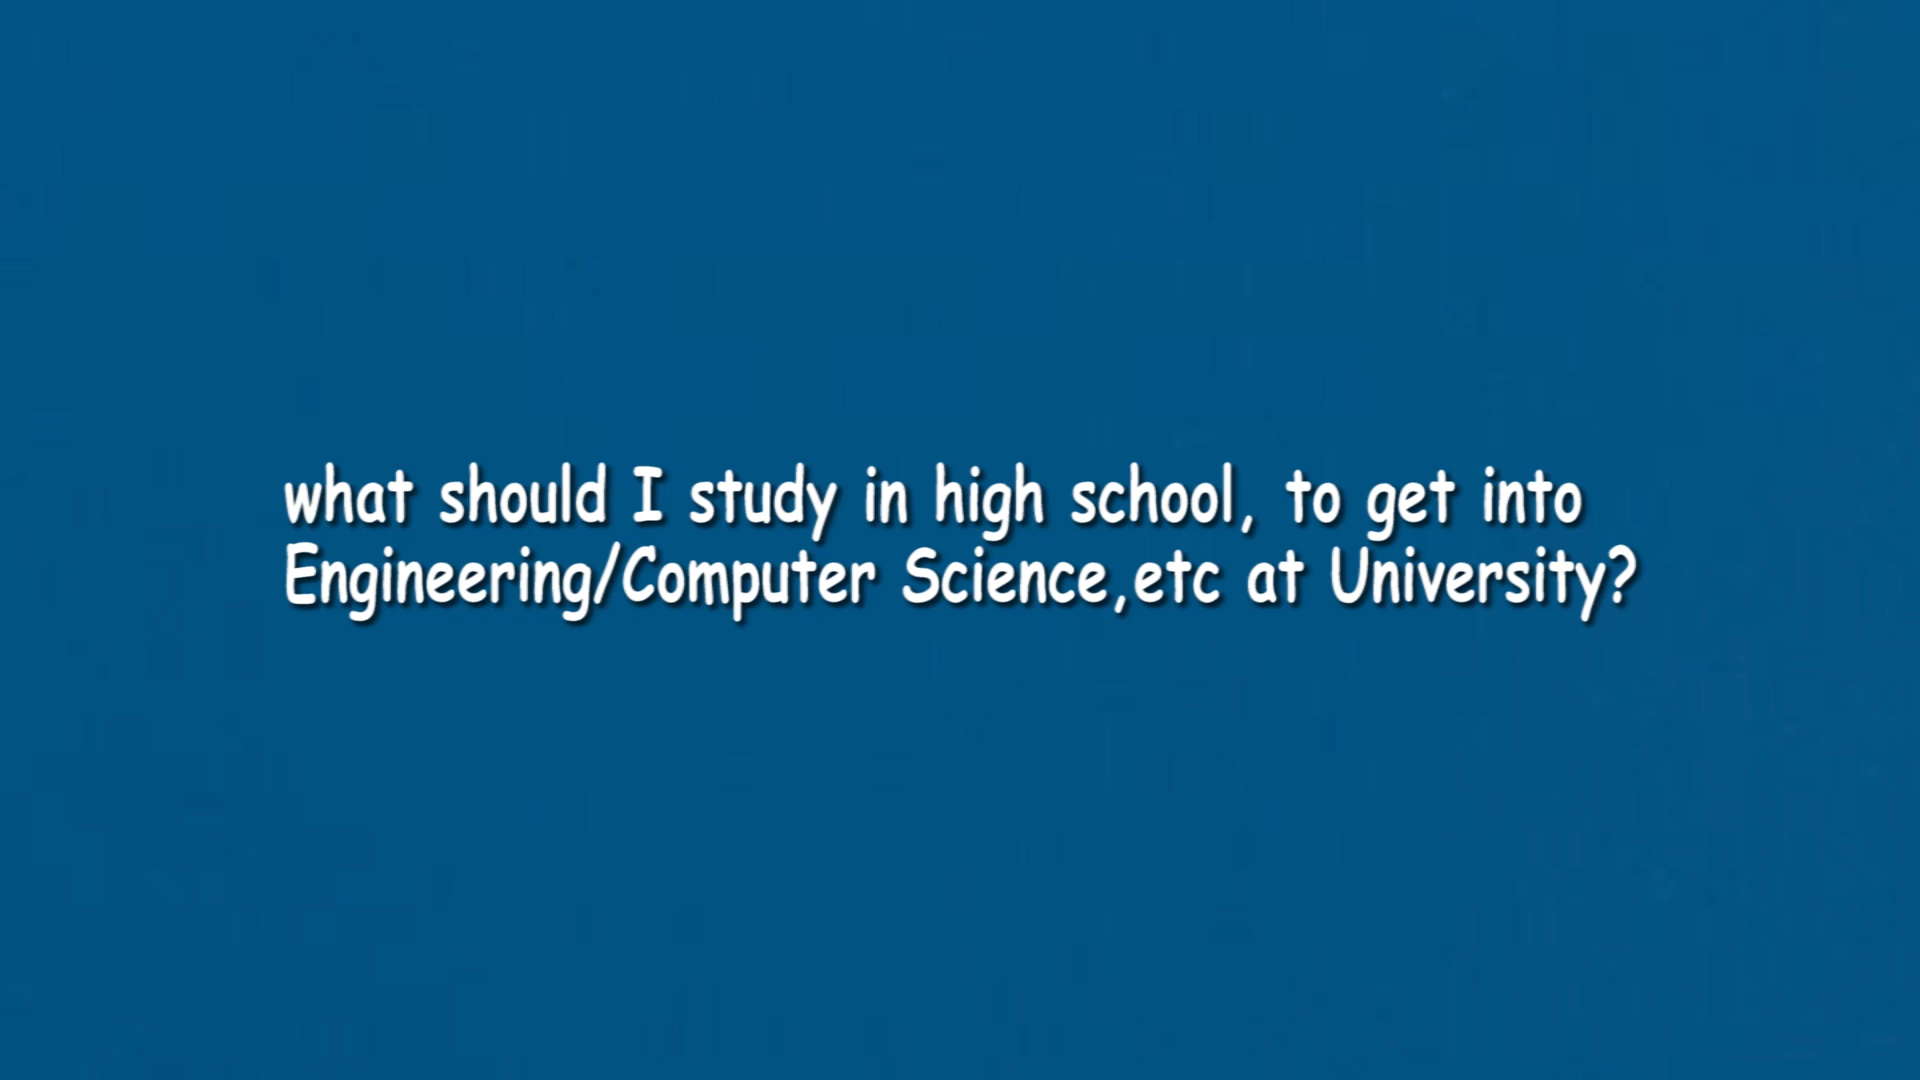 what should I study in high school, to get into
Engineering/Computer Science,etc at University?